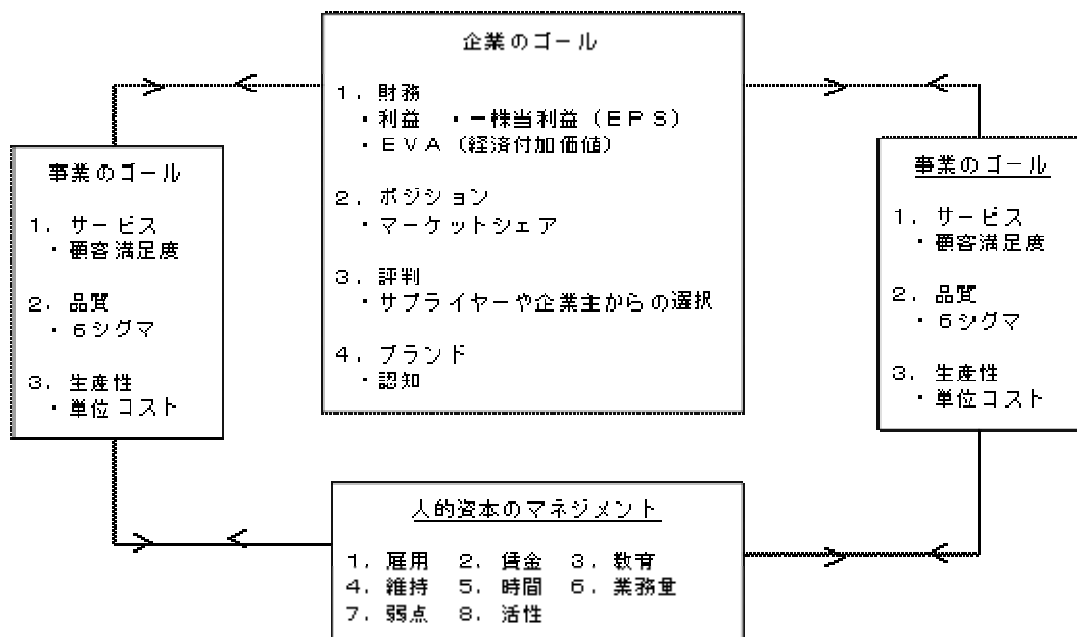 企業のゴール
1．財務
・利益　・一株当利益（ＥＰＳ）
・ＥＶＡ（経済付加価値）
2．ポジション
・マーケットシェア
3．評判
・サプライヤーや企業主からの選択
4．ブランド
・認知
事業のゴール
1．サービス
・顧客満足度
2．品質
・６シグマ
3．生産性
・単位コスト
事業のゴール
1．サービス
・顧客満足度
2．品質
・６シグマ
3．生産性
・単位コスト
人的資本のマネジメント
1．雇用　2．賃金　3．教育
4．維持　5．時間　6．業務量
7．弱点　8．活性